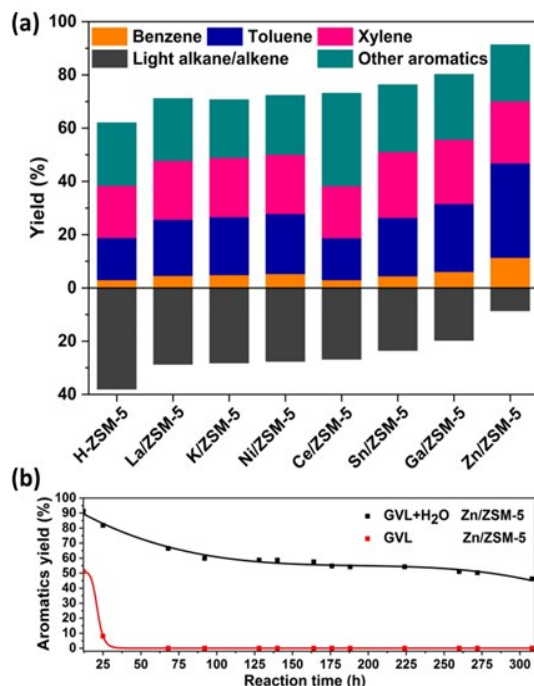 (a)
Benzene Toluene Xylene
Light alkane/alkene Other aromatics
Yield (%)
100
80
60
40
20
0
20
40
H-ZSM-5 La/ZSM-5 K/ZSM-5 Ni/ZSM-5 Ce/ZSM-5 Sn/ZSM-5 Ga/ZSM-5 Zn/ZSM-5
(b)
Aromatics yield (%)
100
90
80
70
60
50
40
30
20
10
0
GVL+H₂O Zn/ZSM-5
GVL Zn/ZSM-5
25 50 75 100 125 150 175 200 225 250 275 300
Reaction time (h)